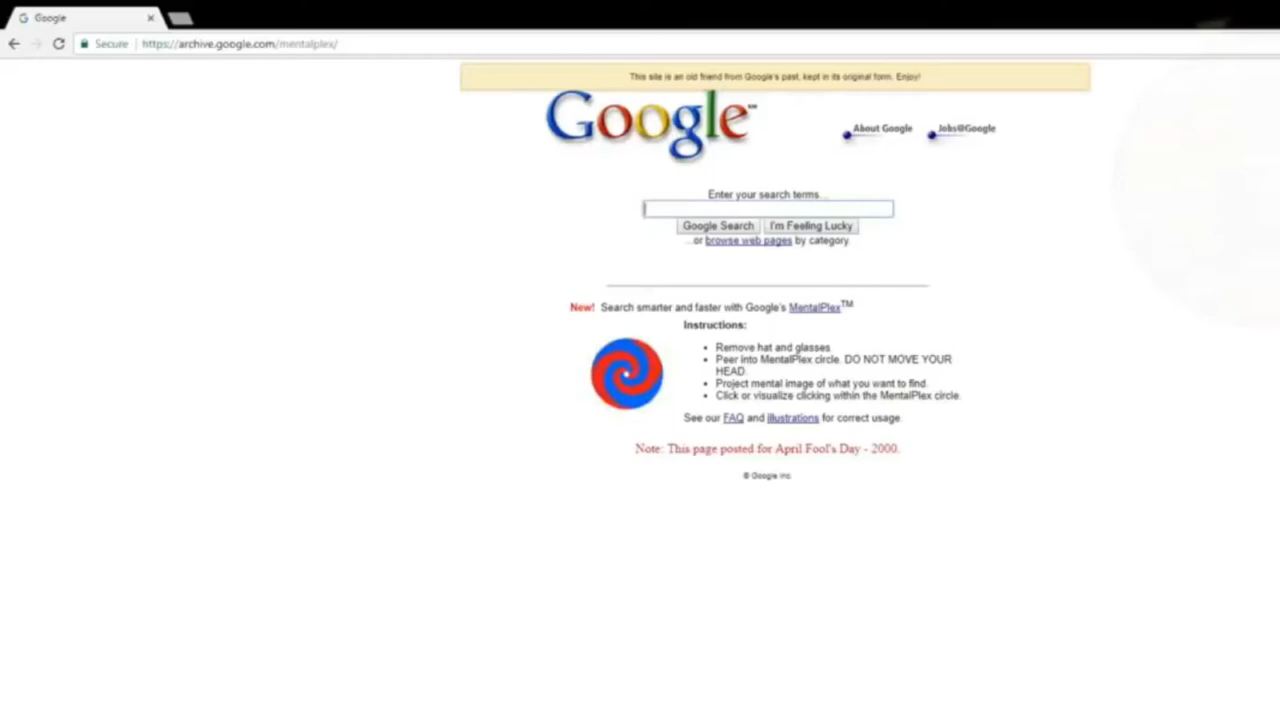 Google
Secure
https://archive.google.com/mentalplex/
This site is an old friend from Google's past, kept in its original form. Enjoy!
Google™
About Google
Jobs@Google
Enter your search terms...
Google Search
I'm Feeling Lucky
...or browse web pages by category.
New! Search smarter and faster with Google's MentalPlex™
Instructions:
• Remove hat and glasses.
• Peer into MentalPlex circle. DO NOT MOVE YOUR
HEAD.
• Project mental image of what you want to find.
• Click or visualize clicking within the MentalPlex circle.
See our FAQ and illustrations for correct usage.
Note: This page posted for April Fool's Day - 2000.
© Google Inc.